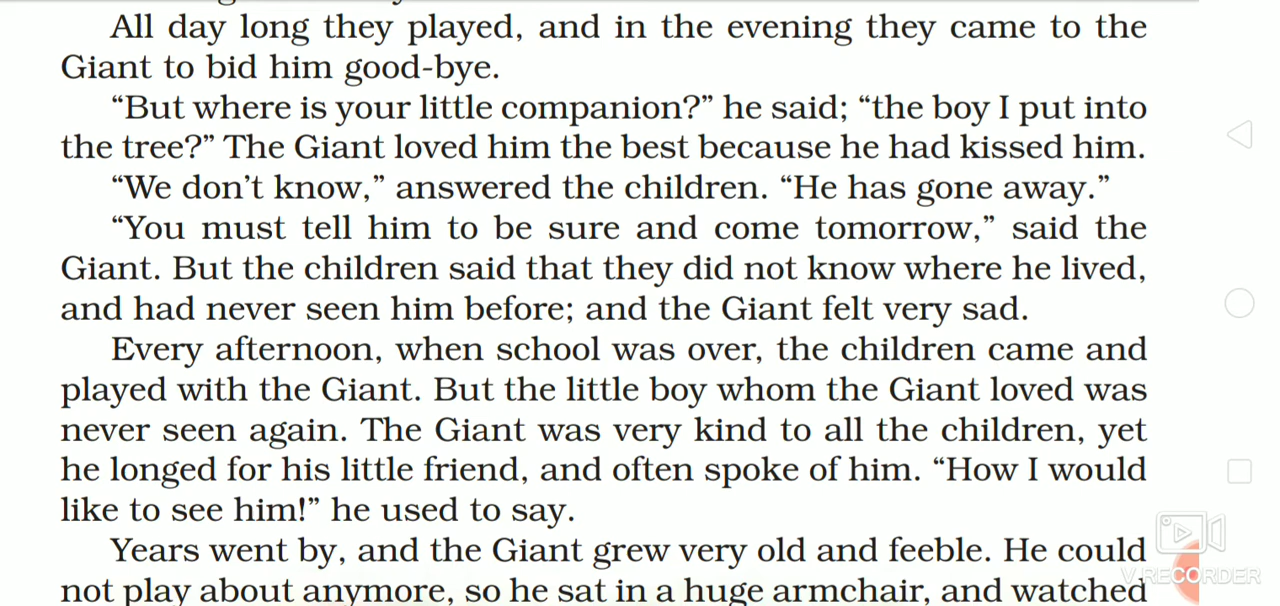 All day long they played, and in the evening they came to the
Giant to bid him good-bye.
“But where is your little companion?” he said; “the boy I put into
the tree?” The Giant loved him the best because he had kissed him.
“We don’t know,” answered the children. “He has gone away.”
“You must tell him to be sure and come tomorrow,” said the
Giant. But the children said that they did not know where he lived,
and had never seen him before; and the Giant felt very sad.
Every afternoon, when school was over, the children came and
played with the Giant. But the little boy whom the Giant loved was
never seen again. The Giant was very kind to all the children, yet
he longed for his little friend, and often spoke of him. “How I would
like to see him!” he used to say.
Years went by, and the Giant grew very old and feeble. He could
not play about anymore, so he sat in a huge armchair, and watched
V RECORDER